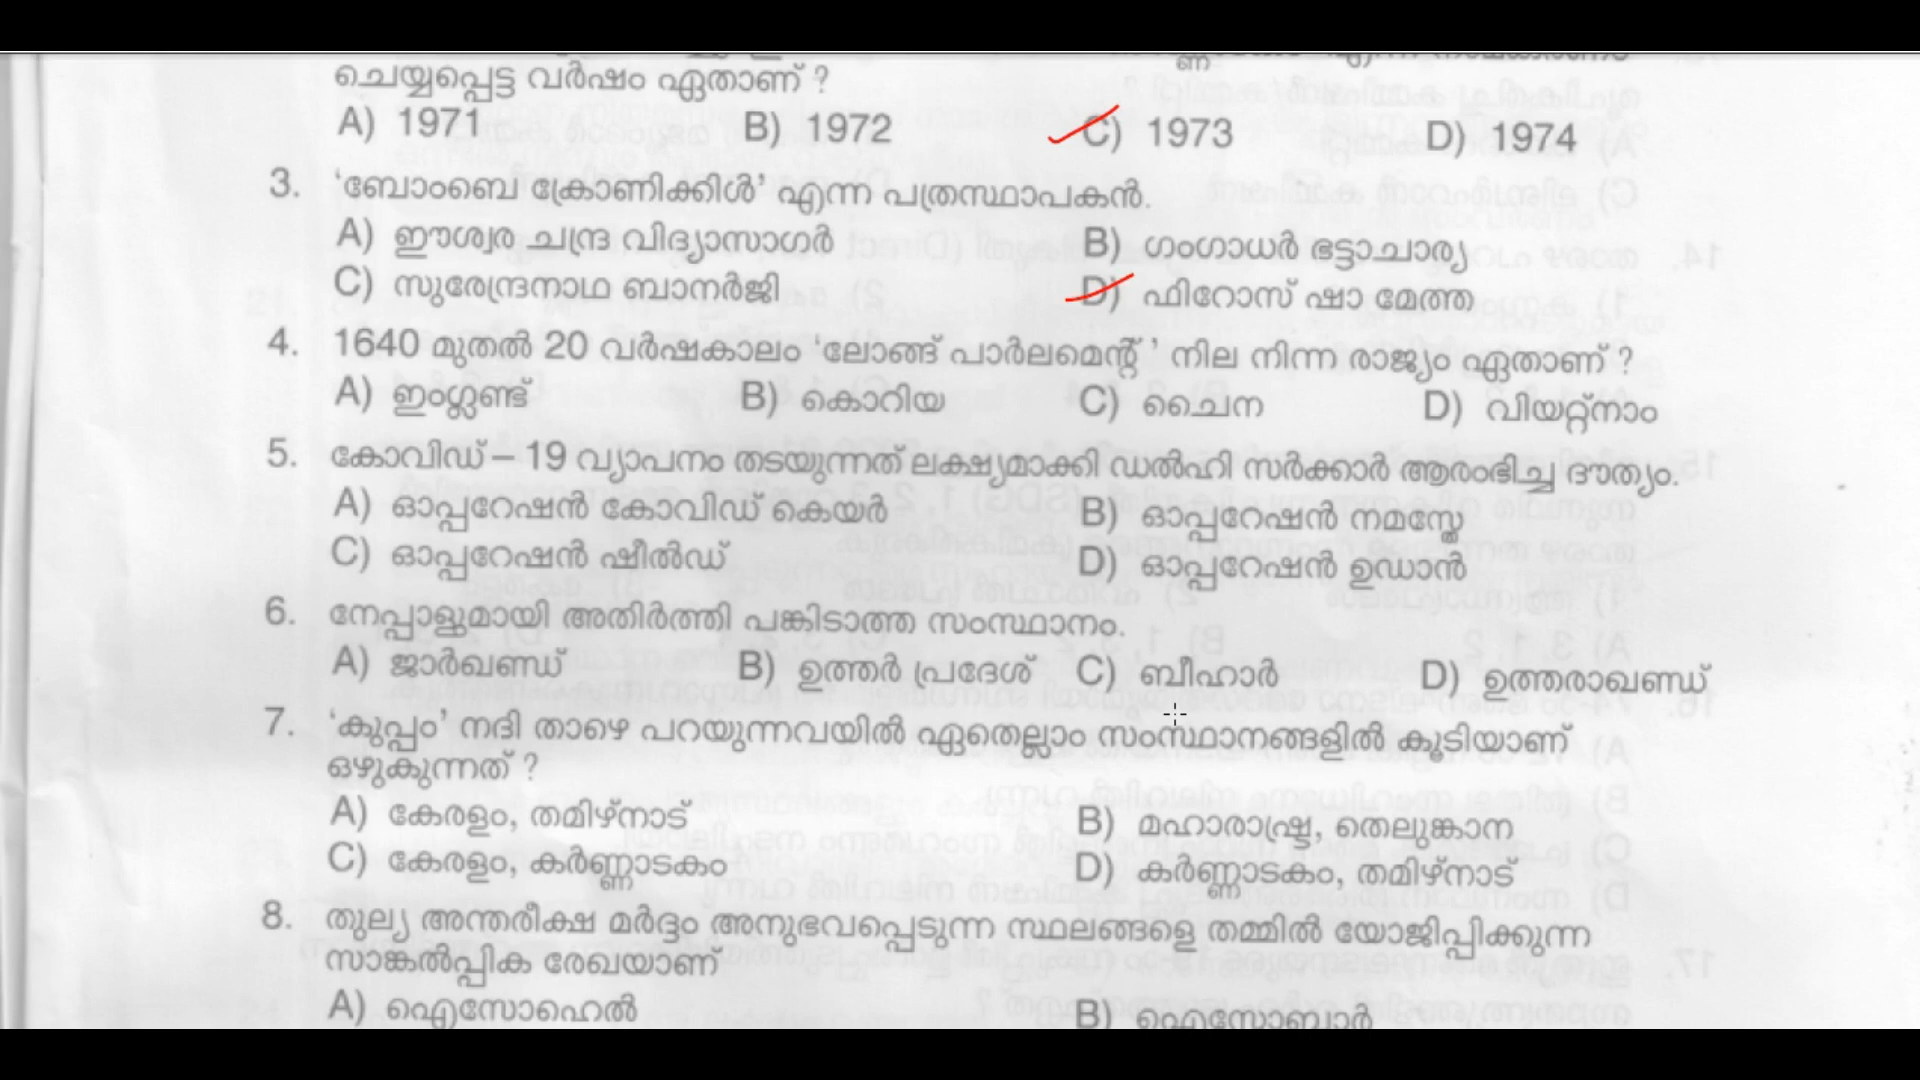 ചെയ്യപ്പെട്ട വർഷം ഏതാണ് ?
A) 1971 B) 1972 C) 1973 D) 1974
3. 'ബോംബെ ക്രോണിക്കിൾ' എന്ന പത്രസ്ഥാപകൻ.
A) ഈശ്വര ചന്ദ്ര വിദ്യാസാഗർ B) ഗംഗാധർ ഭട്ടാചാര്യ
C) സുരേന്ദ്രനാഥ ബാനർജി D) ഫിറോസ് ഷാ മേത്ത
4. 1640 മുതൽ 20 വർഷകാലം 'ലോങ്ങ് പാർലമെന്റ് ' നില നിന്ന രാജ്യം ഏതാണ് ?
A) ഇംഗ്ലണ്ട് B) കൊറിയ C) ചൈന D) വിയറ്റ്നാം
5. കോവിഡ് – 19 വ്യാപനം തടയുന്നത് ലക്ഷ്യമാക്കി ഡൽഹി സർക്കാർ ആരംഭിച്ച ദൗത്യം.
A) ഓപ്പറേഷൻ കോവിഡ് കെയർ B) ഓപ്പറേഷൻ നമസ്തേ
C) ഓപ്പറേഷൻ ഷീൽഡ് D) ഓപ്പറേഷൻ ഉഡാൻ
6. നേപ്പാളുമായി അതിർത്തി പങ്കിടാത്ത സംസ്ഥാനം.
A) ജാർഖണ്ഡ് B) ഉത്തർ പ്രദേശ് C) ബീഹാർ D) ഉത്തരാഖണ്ഡ്
7. 'കുപ്പം' നദി താഴെ പറയുന്നവയിൽ ഏതെല്ലാം സംസ്ഥാനങ്ങളിൽ കൂടിയാണ്
ഒഴുകുന്നത് ?
A) കേരളം, തമിഴ്നാട് B) മഹാരാഷ്ട്ര, തെലുങ്കാന
C) കേരളം, കർണ്ണാടകം D) കർണ്ണാടകം, തമിഴ്നാട്
8. തുല്യ അന്തരീക്ഷ മർദ്ദം അനുഭവപ്പെടുന്ന സ്ഥലങ്ങളെ തമ്മിൽ യോജിപ്പിക്കുന്ന
സാങ്കൽപ്പിക രേഖയാണ്
A) ഐസോഹെൽ B) ഐസോബാർ